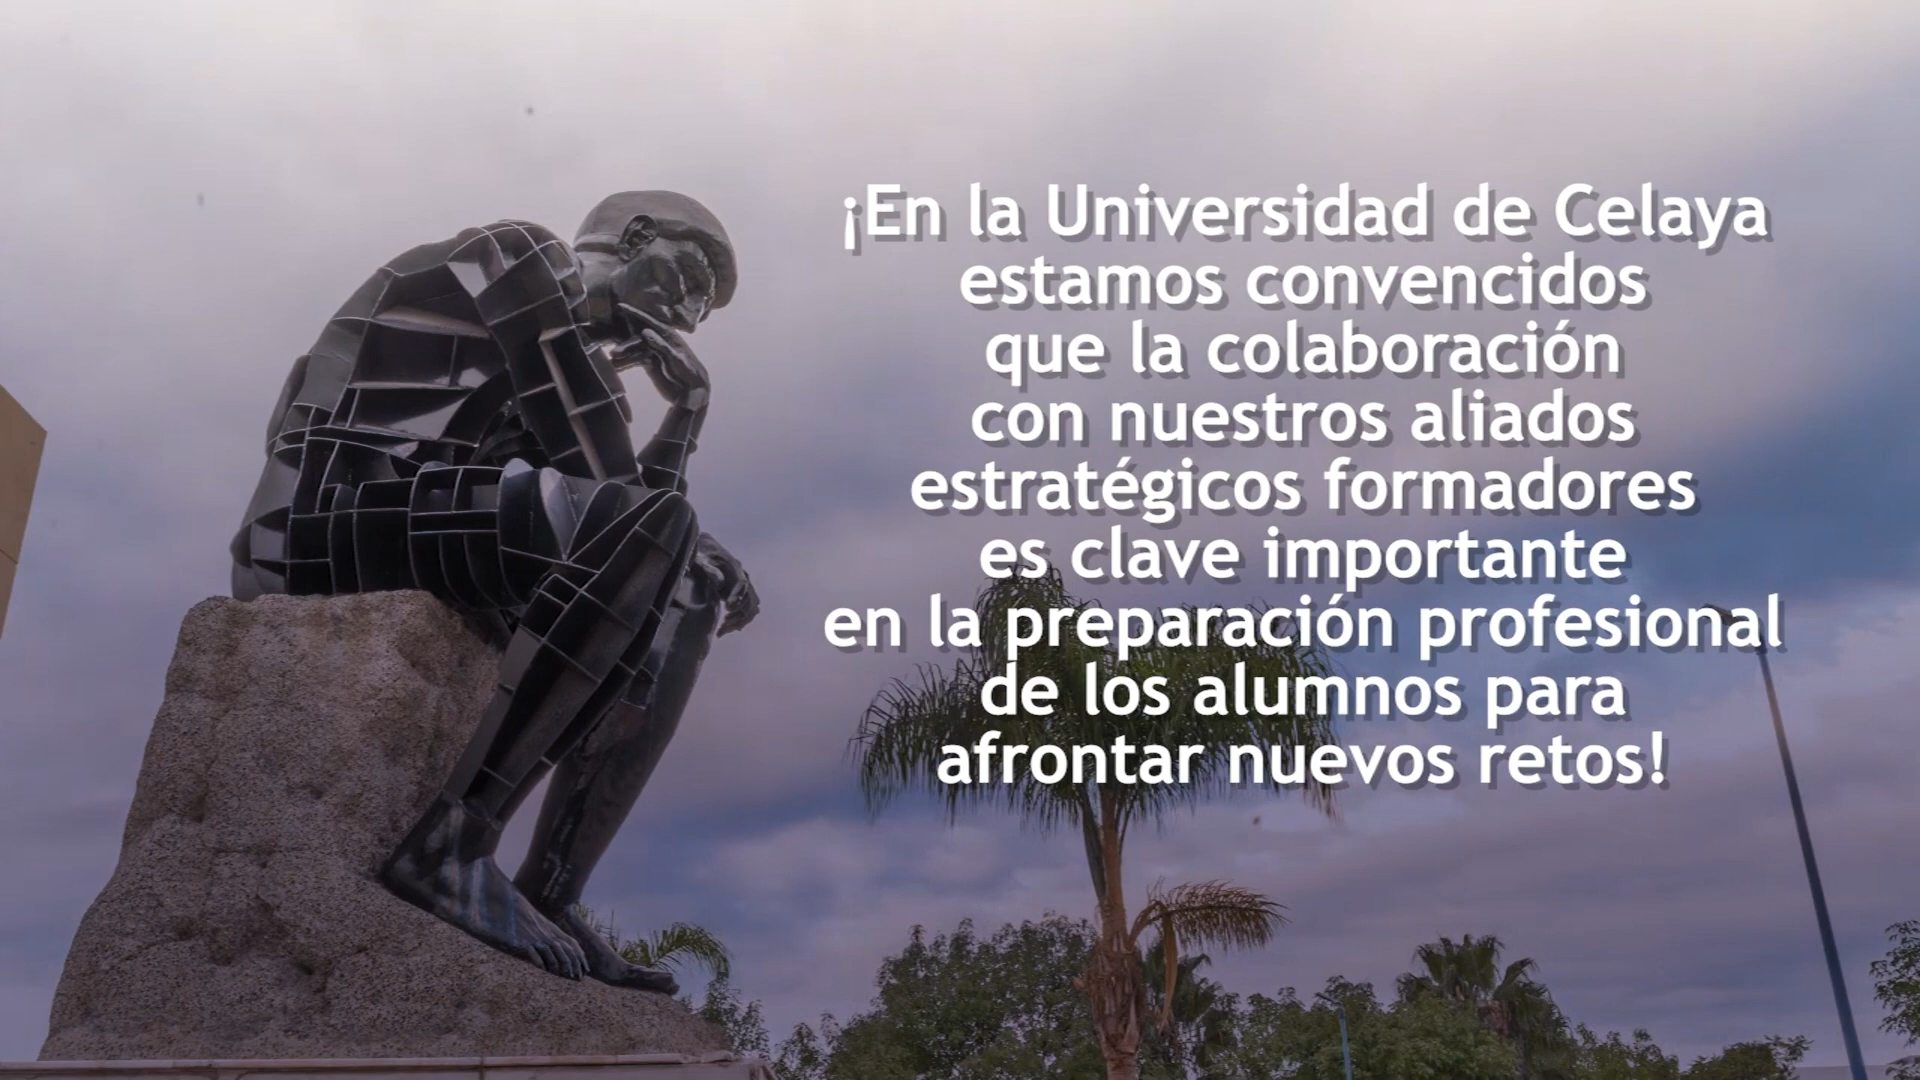 ¡En la Universidad de Celaya
estamos convencidos
que la colaboración
con nuestros aliados
estratégicos formadores
es clave importante
en la preparación profesional
de los alumnos para
afrontar nuevos retos!